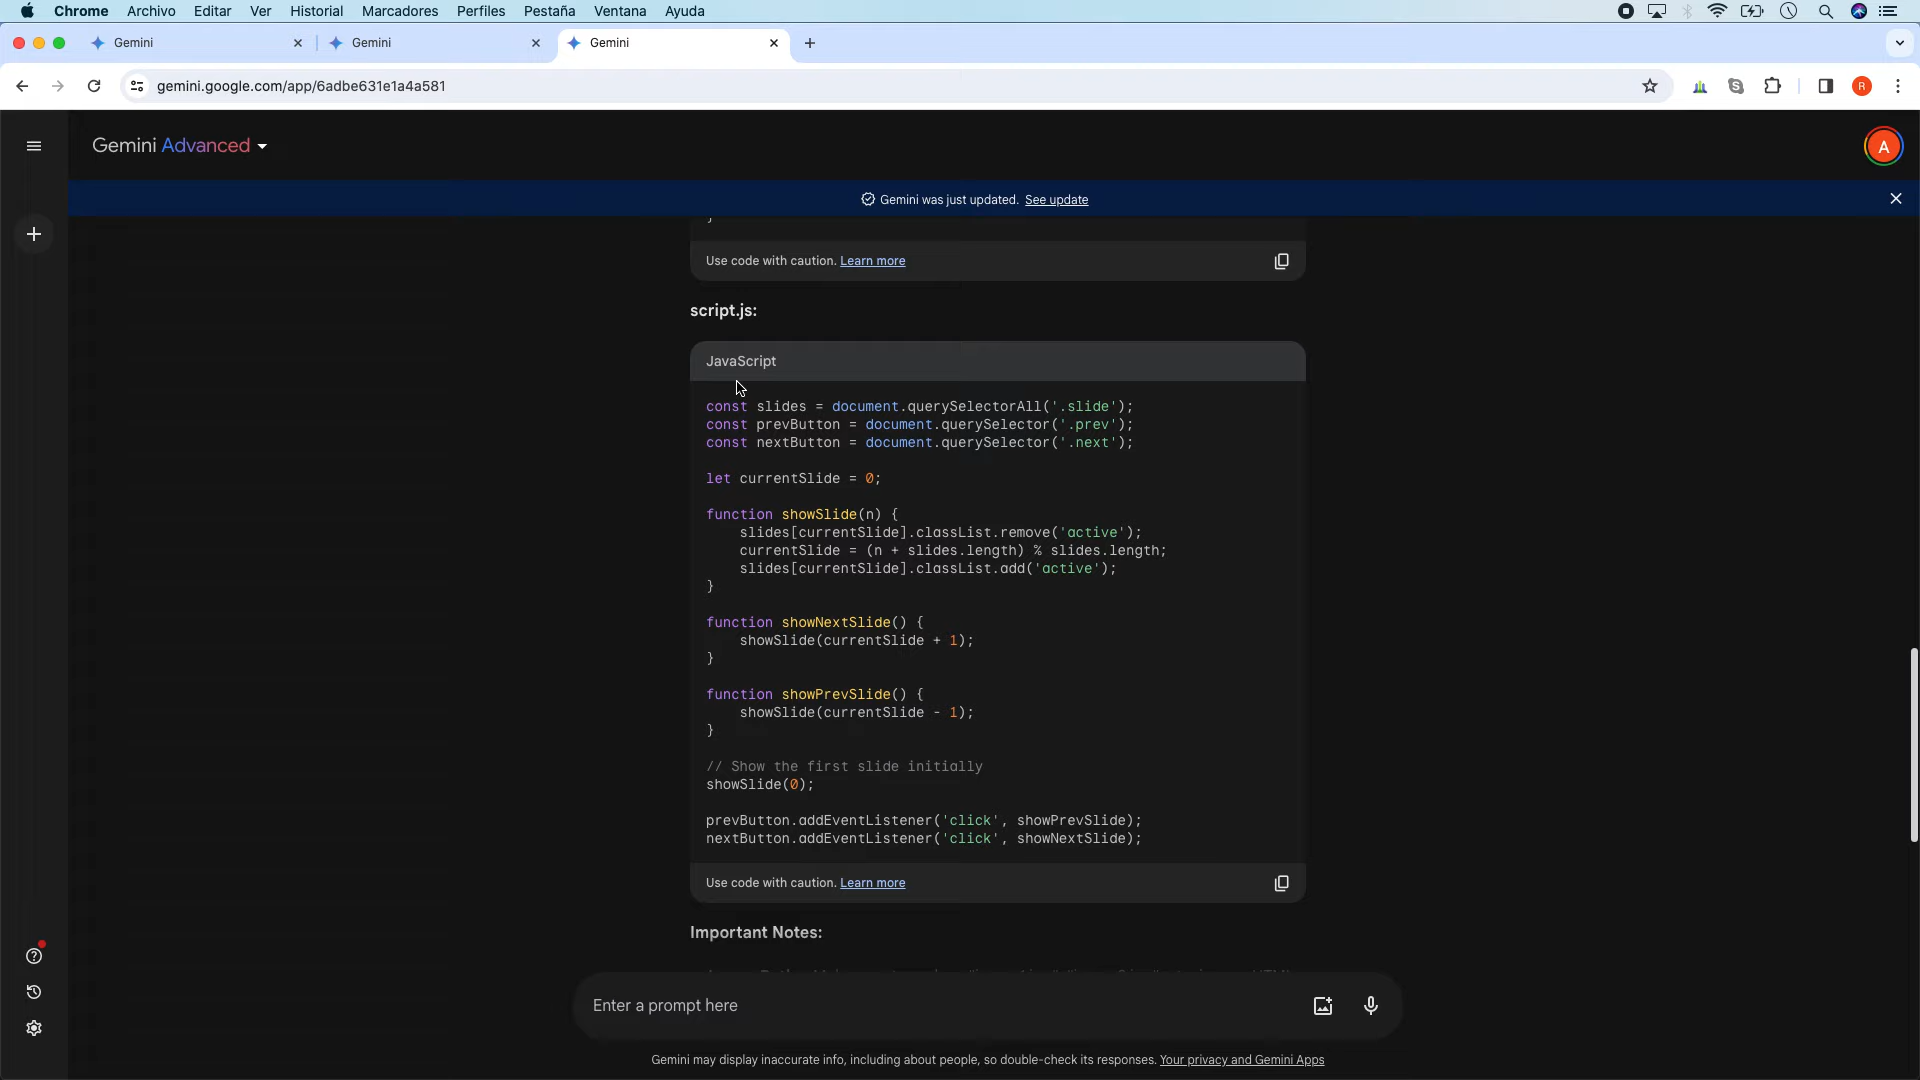 Chrome Archivo Editar Ver Historial Marcadores Perfiles Pestaña Ventana Ayuda
Gemini
Gemini
Gemini
gemini.google.com/app/6adbe631e1a4a581
R
Gemini Advanced
A
Gemini was just updated. See update
}
Use code with caution. Learn more
script.js:
JavaScript
const slides = document.querySelectorAll('.slide');
const prevButton = document.querySelector('.prev');
const nextButton = document.querySelector('.next');
let currentSlide = 0;
function showSlide(n) {
    slides[currentSlide].classList.remove('active');
    currentSlide = (n + slides.length) % slides.length;
    slides[currentSlide].classList.add('active');
}
function showNextSlide() {
    showSlide(currentSlide + 1);
}
function showPrevSlide() {
    showSlide(currentSlide - 1);
}
// Show the first slide initially
showSlide(0);
prevButton.addEventListener('click', showPrevSlide);
nextButton.addEventListener('click', showNextSlide);
Use code with caution. Learn more
Important Notes:
Enter a prompt here
Gemini may display inaccurate info, including about people, so double-check its responses. Your privacy and Gemini Apps